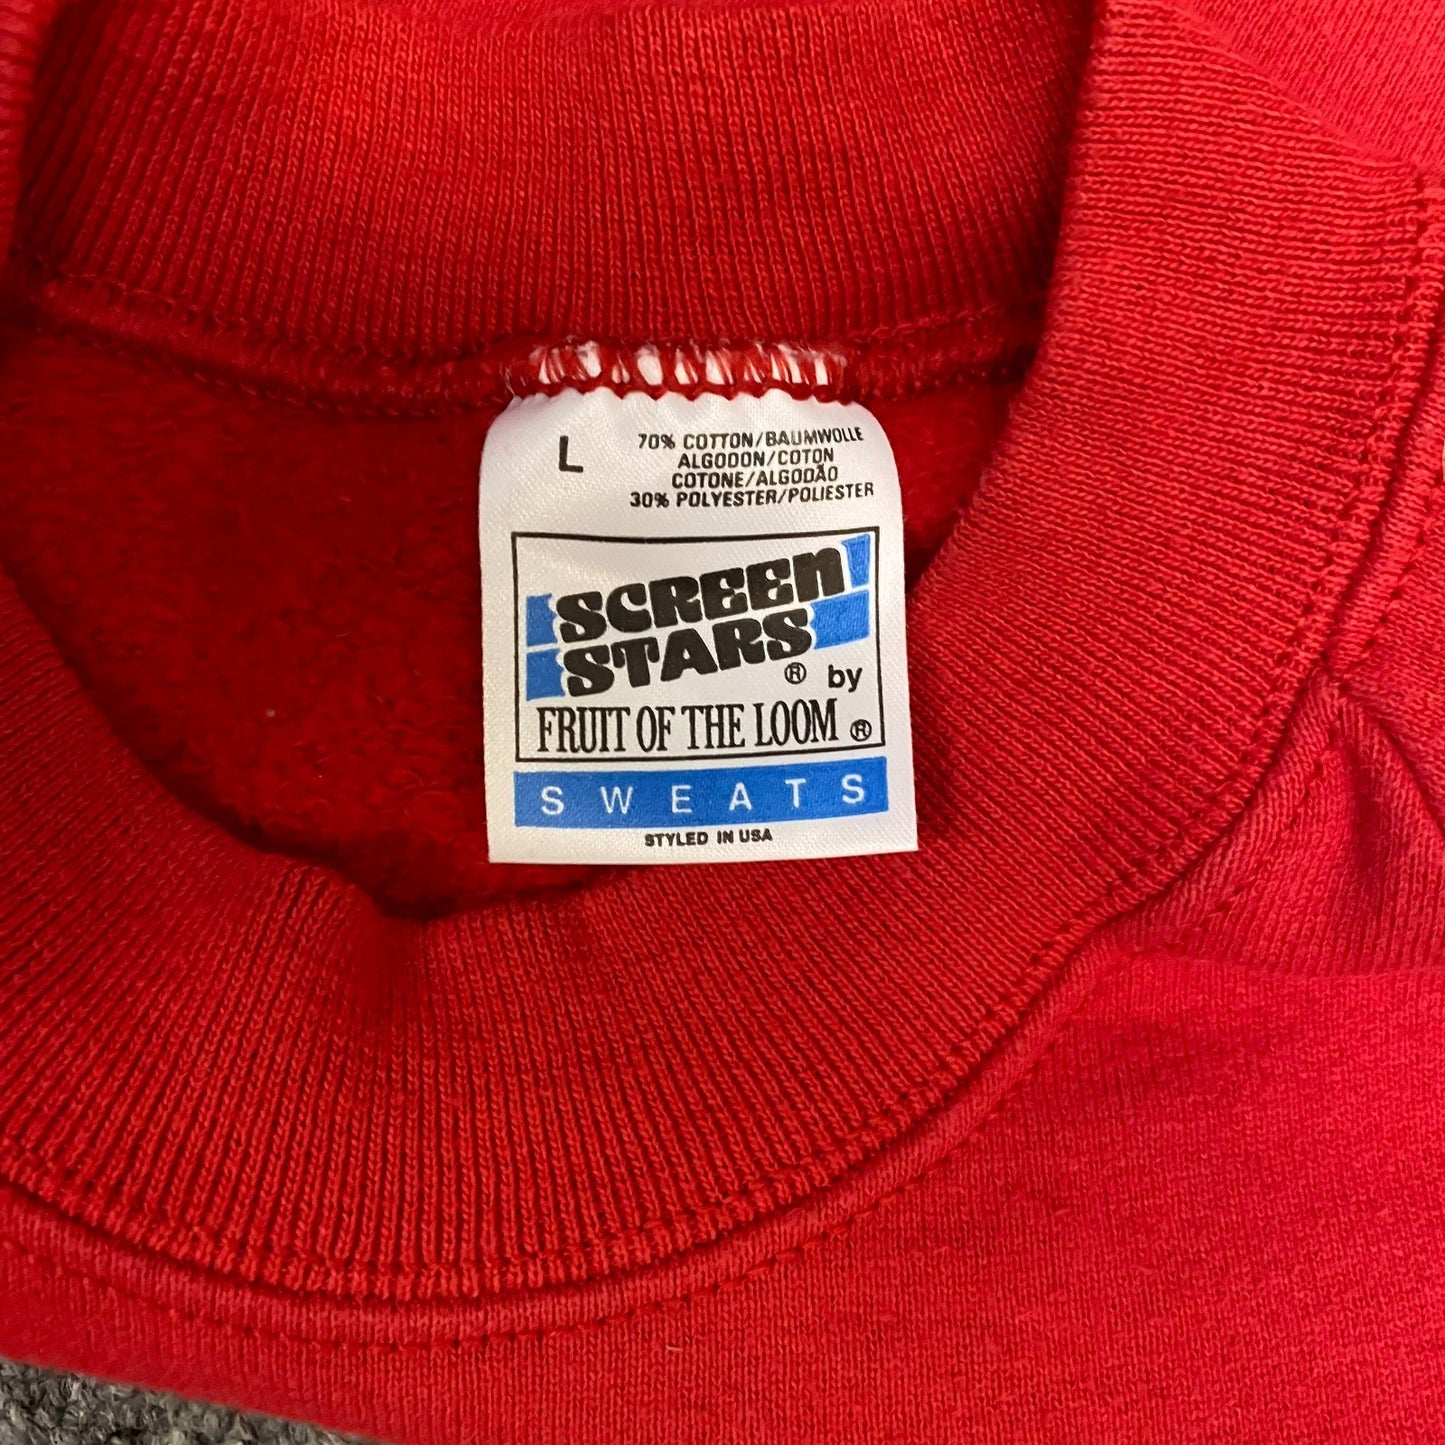 L
70% COTTON/BAUMWOLLE
ALGODON/COTON
COTONE/ALGODÃO
30% POLYESTER/POLIESTER
SCREEN
STARS
® by
FRUIT OF THE LOOM ®
SWEATS
STYLED IN USA